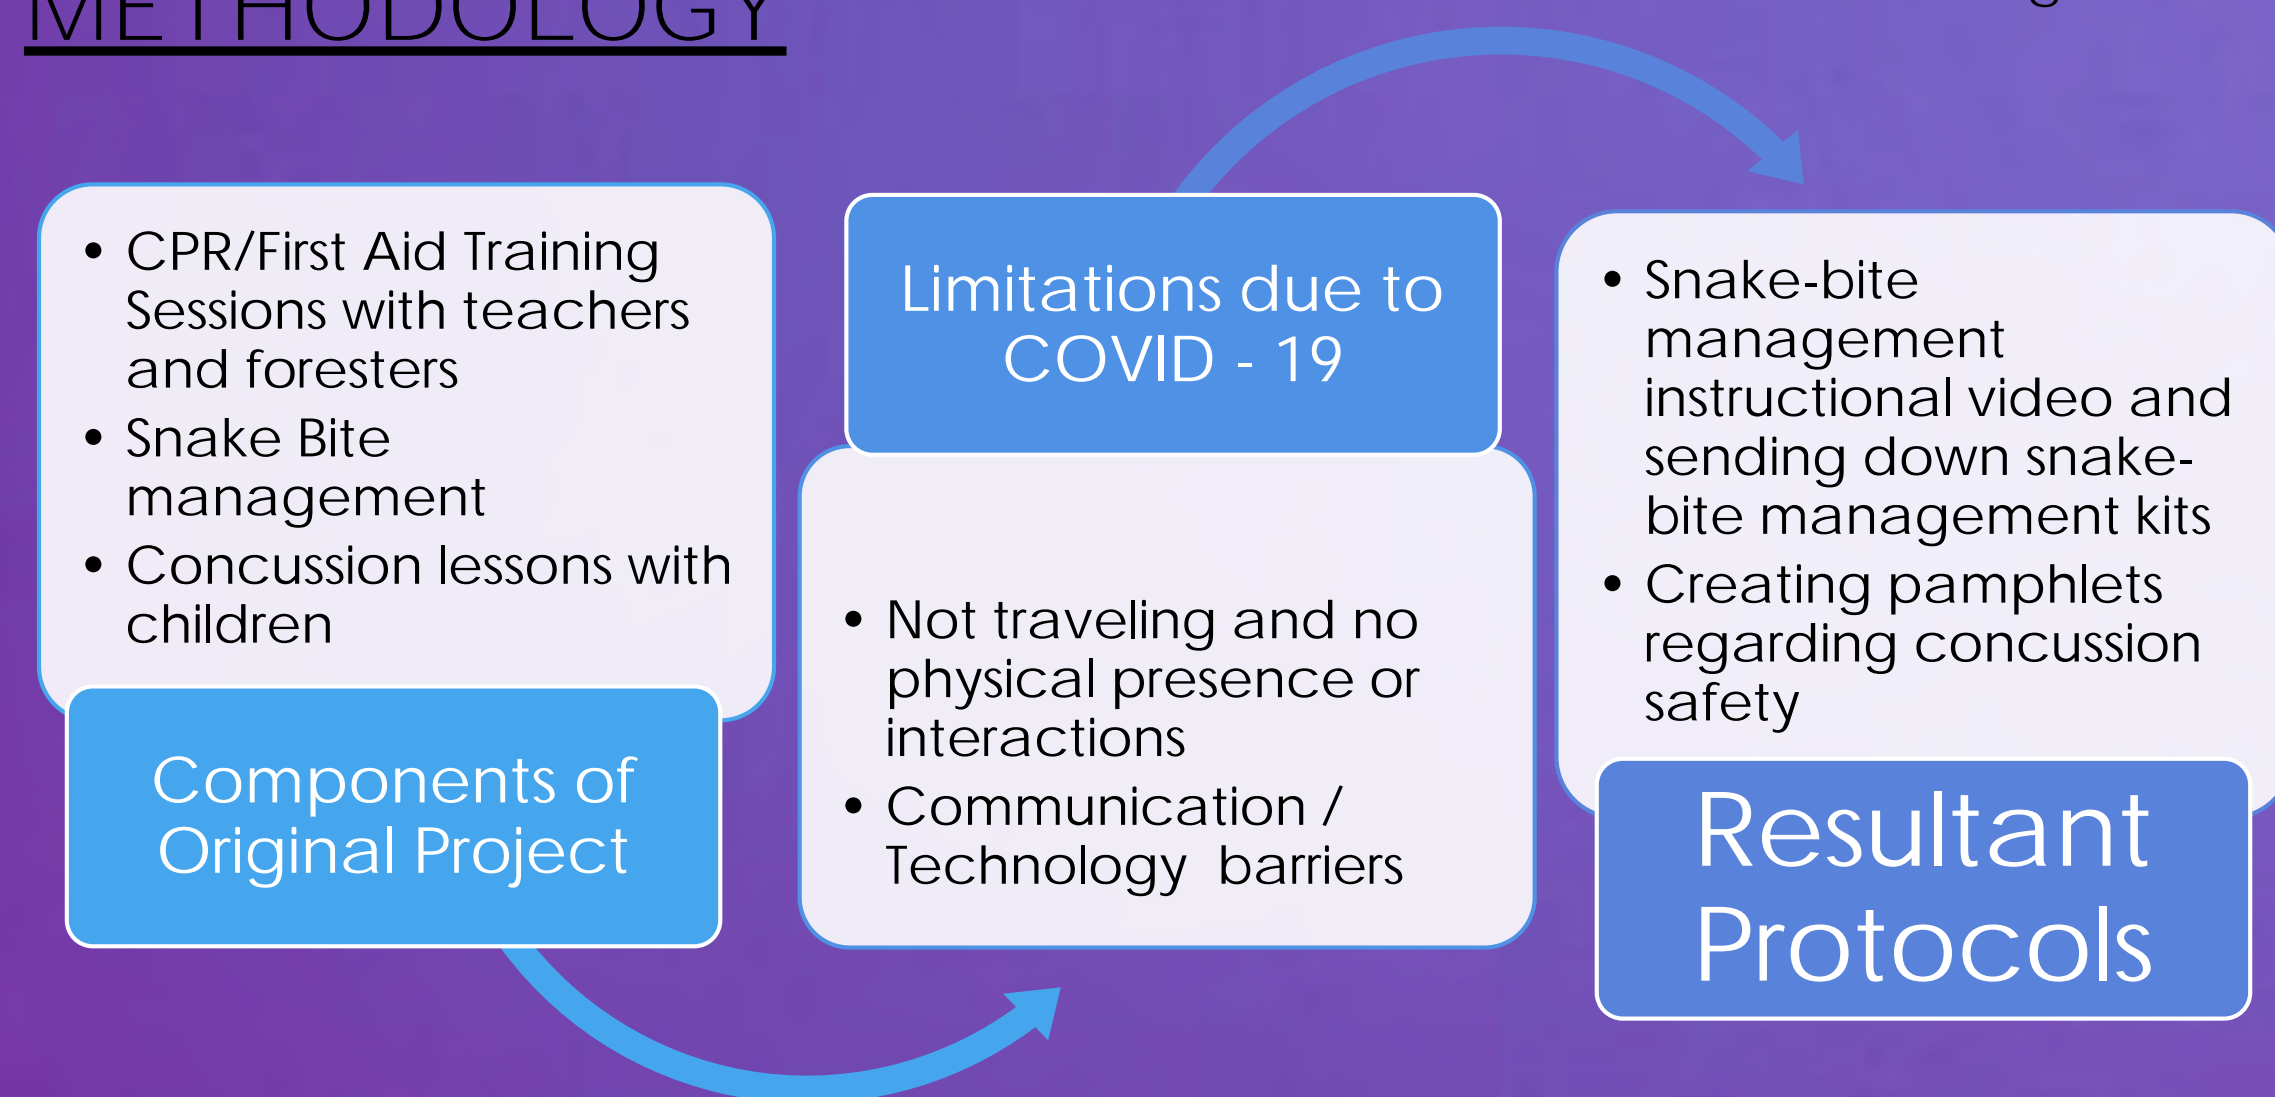 METHODOLOGY
• CPR/First Aid Training
Sessions with teachers
and foresters
• Snake Bite
management
• Concussion lessons with
children
Components of
Original Project
Limitations due to
COVID - 19
• Not traveling and no
physical presence or
interactions
• Communication /
Technology  barriers
• Snake-bite
management
instructional video and
sending down snake-
bite management kits
• Creating pamphlets
regarding concussion
safety
Resultant
Protocols